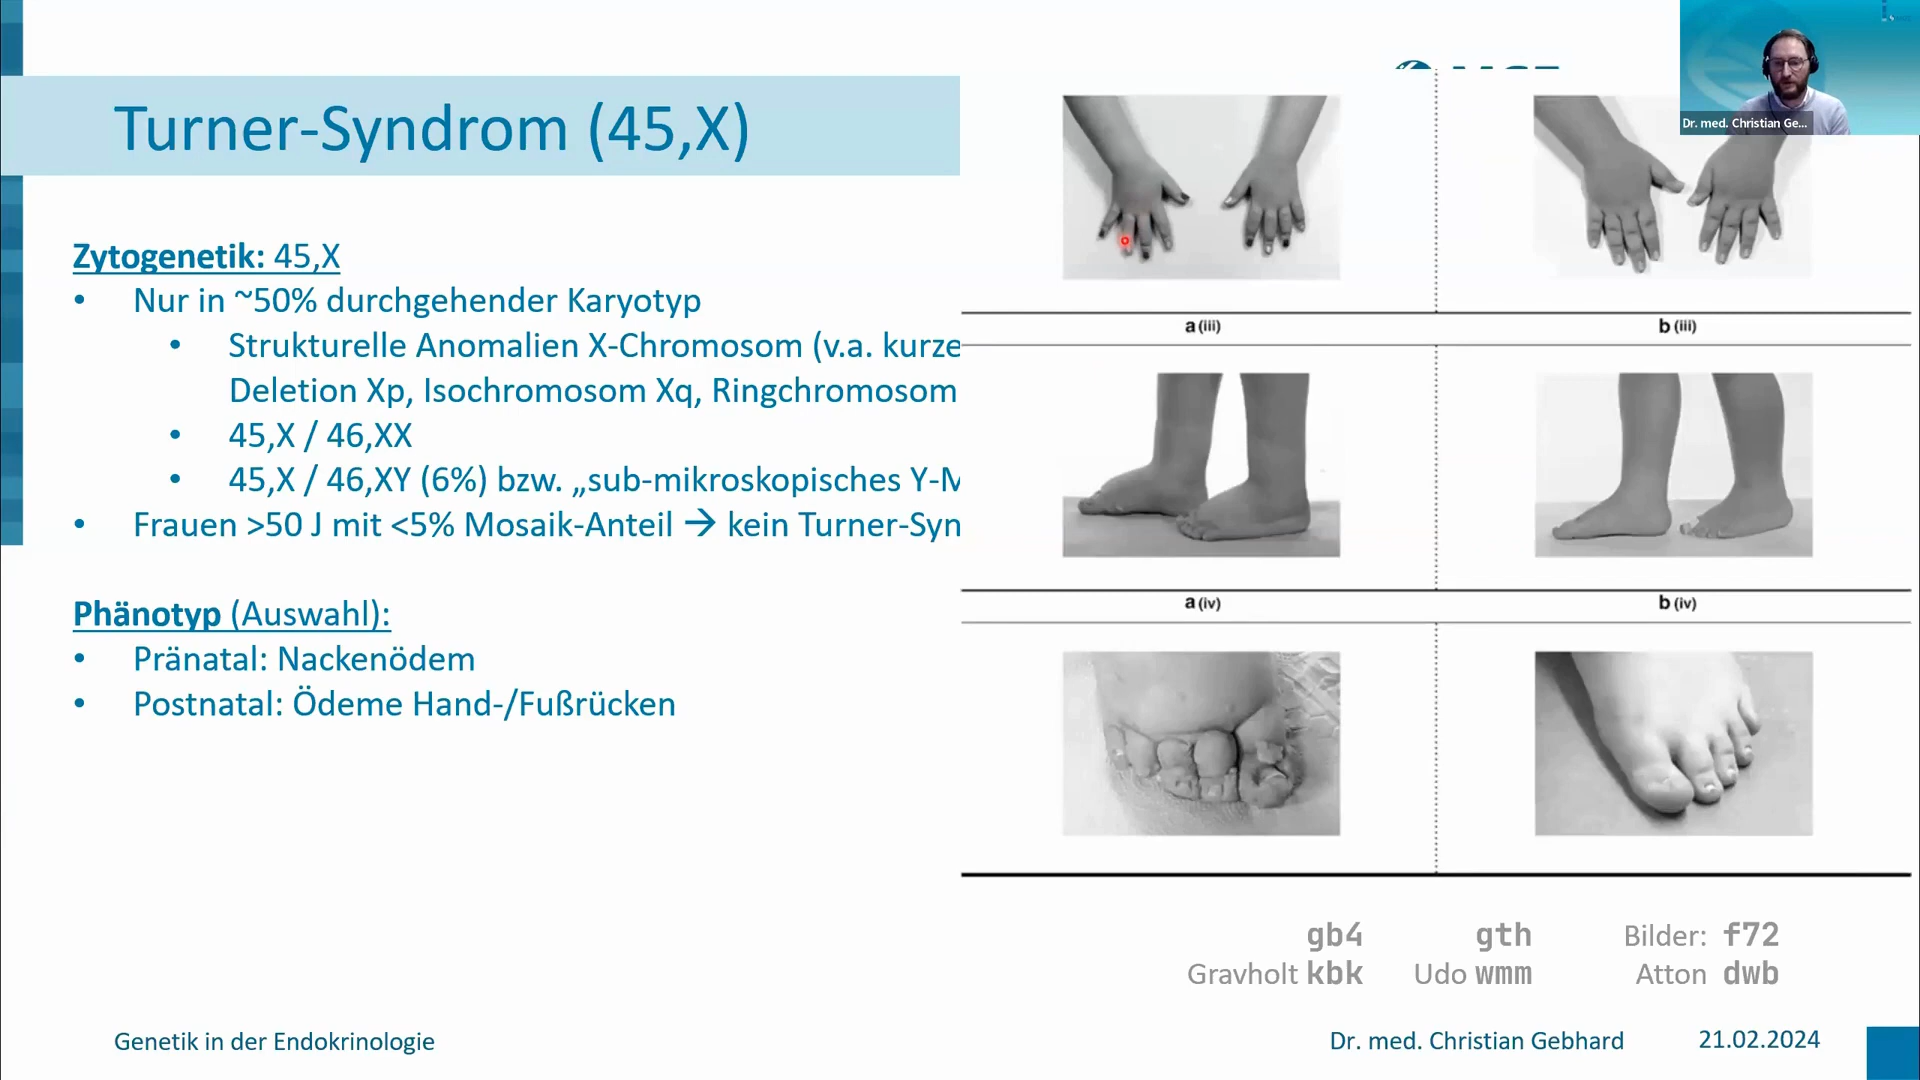 Turner-Syndrom (45,X)
Zytogenetik: 45,X
• Nur in ~50% durchgehender Karyotyp
• Strukturelle Anomalien X-Chromosom (v.a. kurze
Deletion Xp, Isochromosom Xq, Ringchromosom
• 45,X / 46,XX
• 45,X / 46,XY (6%) bzw. „sub-mikroskopisches Y-M
• Frauen >50 J mit <5% Mosaik-Anteil → kein Turner-Syn
Phänotyp (Auswahl):
• Pränatal: Nackenödem
• Postnatal: Ödeme Hand-/Fußrücken
Dr. med. Christian Ge...
a (iii)
b (iii)
a (iv)
b (iv)
gb4 gth Bilder: f72
Gravholt kbk Udo wmm Atton dwb
Genetik in der Endokrinologie
Dr. med. Christian Gebhard
21.02.2024